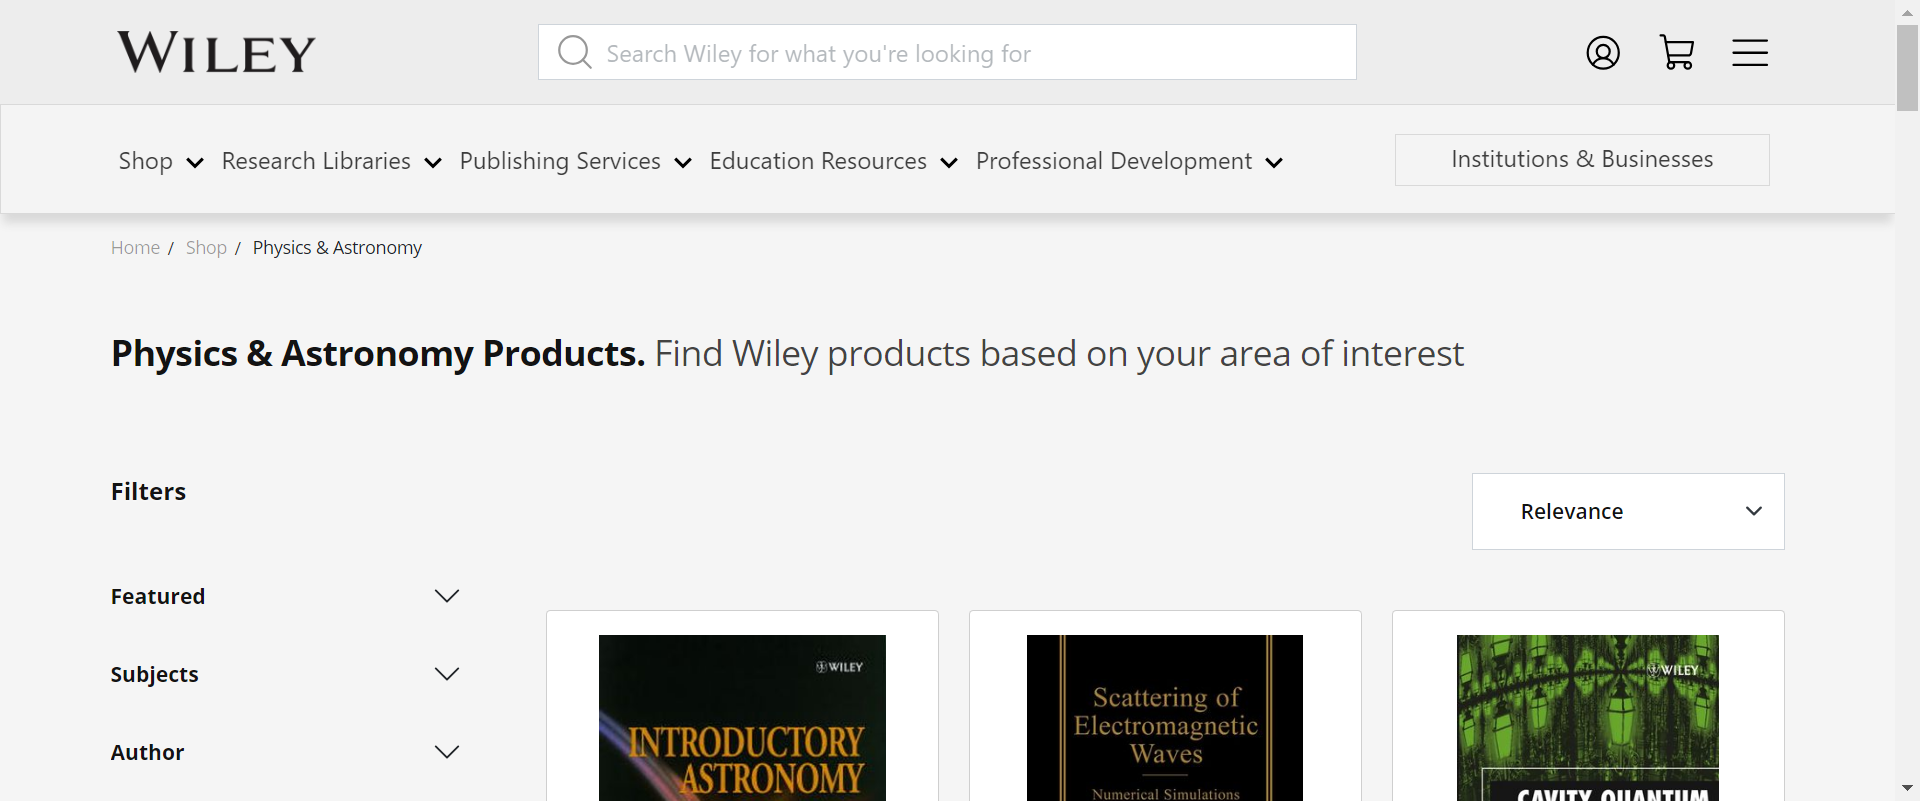 WILEY
Search Wiley for what you're looking for
Shop Research Libraries Publishing Services Education Resources Professional Development Institutions & Businesses
Home / Shop / Physics & Astronomy
Physics & Astronomy Products. Find Wiley products based on your area of interest
Filters
Relevance
Featured
Subjects
Author
WILEY
INTRODUCTORY
ASTRONOMY
Scattering of
Electromagnetic
Waves
Numerical Simulations
WILEY
CAVITY QUANTUM